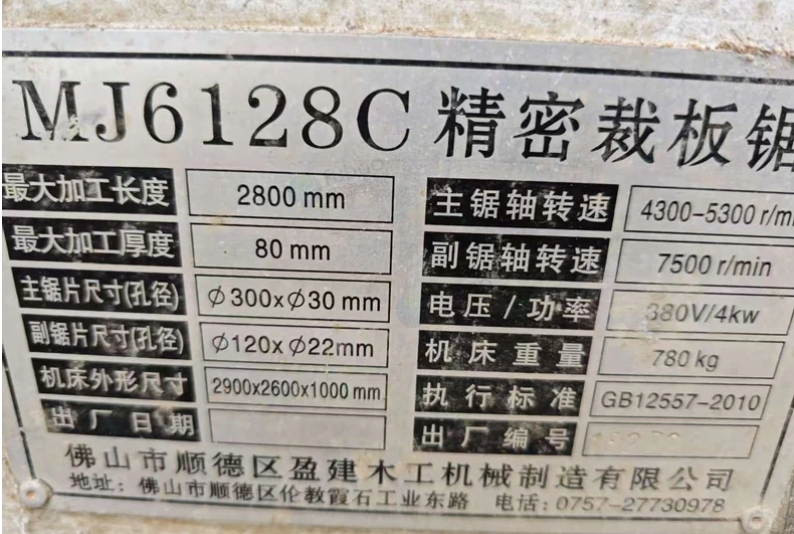 MJ6128C 精密裁板锯
最大加工长度 2800 mm 主锯轴转速 4300-5300 r/mi
最大加工厚度 80 mm 副锯轴转速 7500 r/min
主锯片尺寸(孔径) Φ300xΦ30 mm 电压/功率 380V/4kw
副锯片尺寸(孔径) Φ120xΦ22mm 机床重量 780 kg
机床外形尺寸 2900x2600x1000 mm 执行标准 GB12557-2010
出厂日期 出厂编号
佛山市顺德区盈建木工机械制造有限公司
地址: 佛山市顺德区伦教霞石工业东路 电话: 0757-27730978